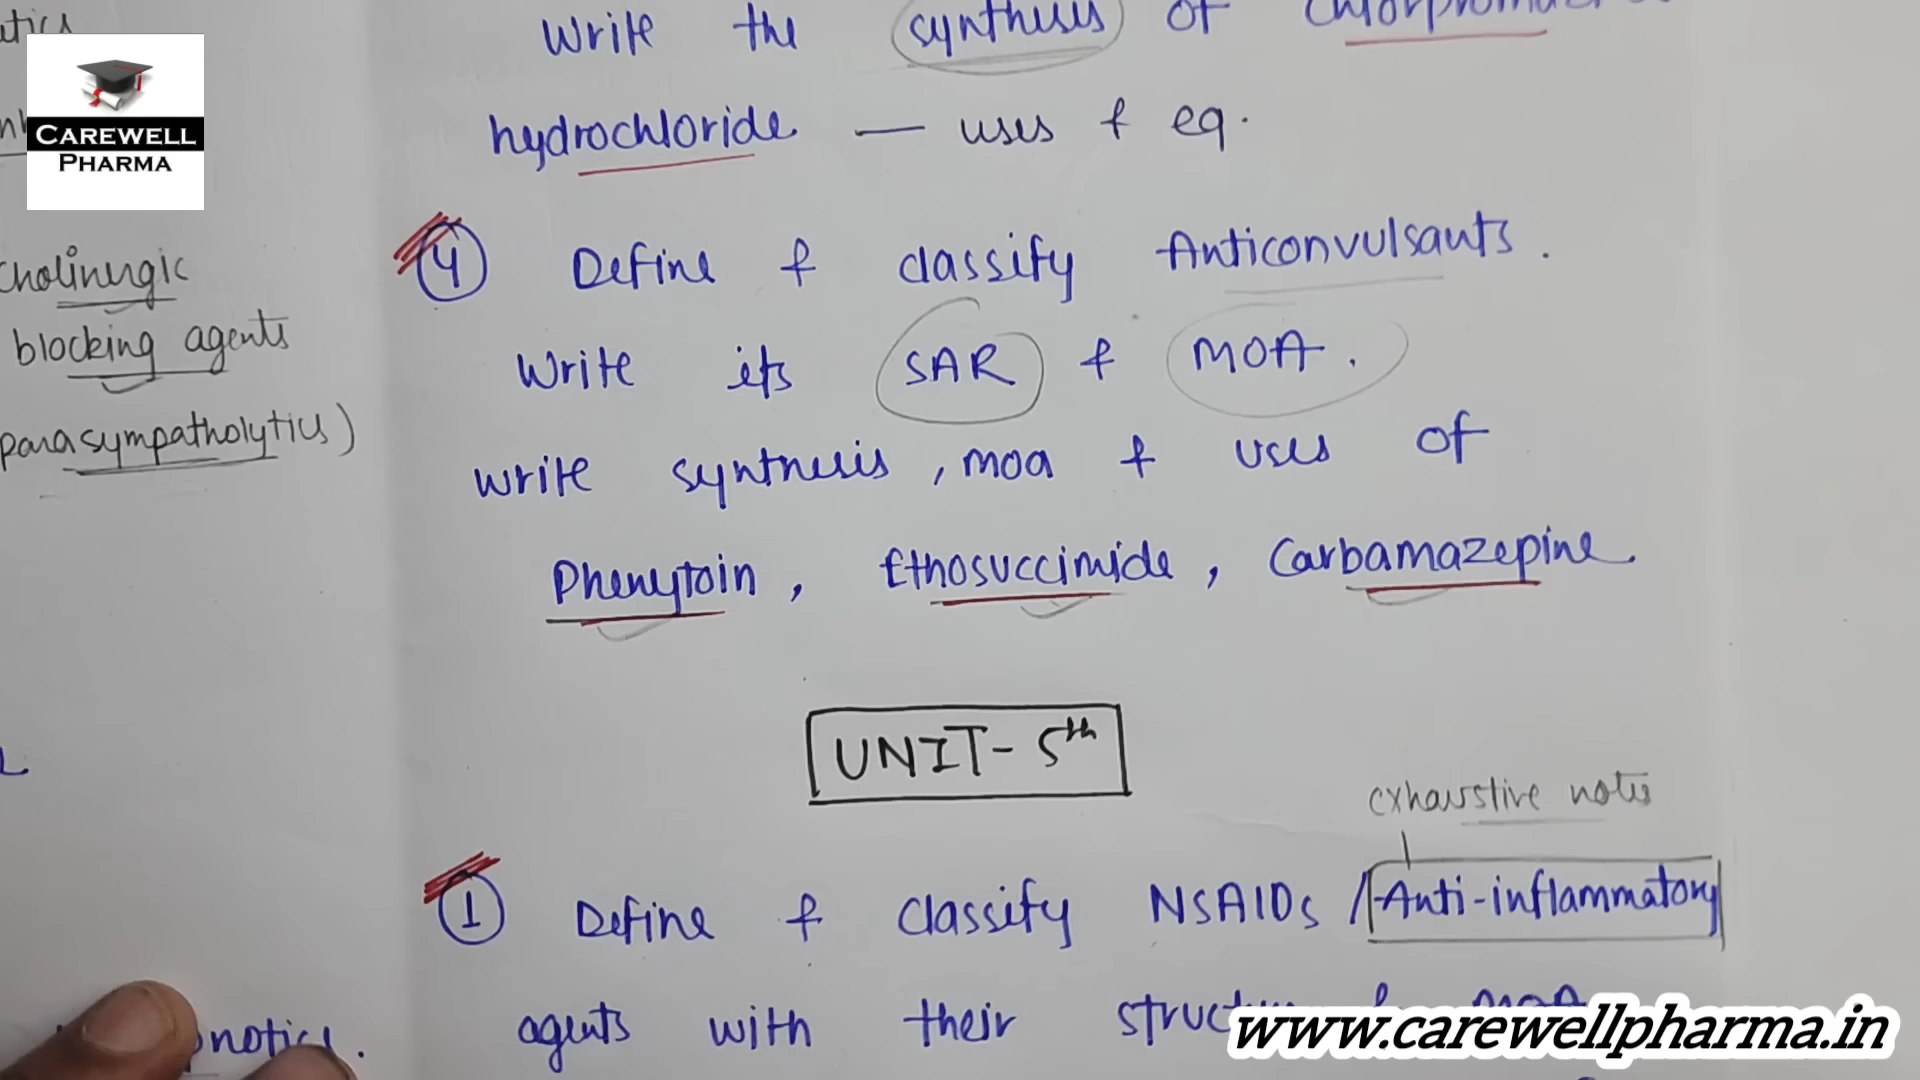 CAREWELL
PHARMA
cholinergic
blocking agents
parasympatholytics)
Write the synthesis of
hydrochloride — uses & eq.
4 Define & classify Anticonvulsants.
Write its SAR & MOA.
write synthesis, moa & uses of
Phenytoin, Ethosuccimide, Carbamazepine.
UNIT- 5th
exhaustive notes
1 Define & classify NSAIDs / Anti-inflammatory
agents with their
www.carewellpharma.in